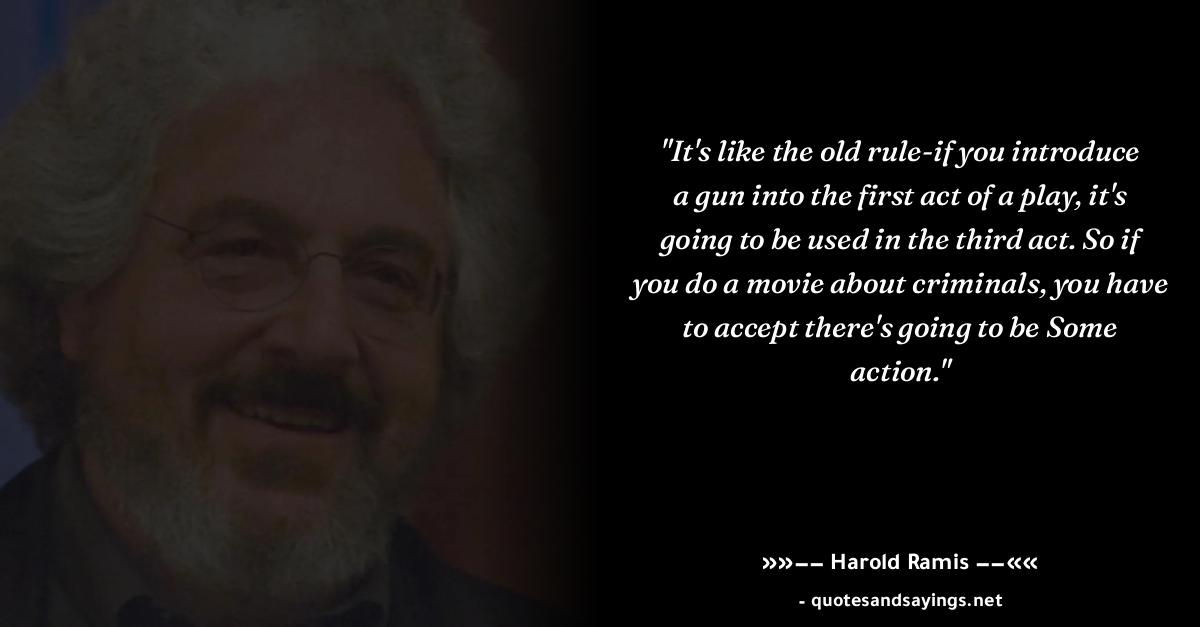 "It's like the old rule-if you introduce
a gun into the first act of a play, it's
going to be used in the third act. So if
you do a movie about criminals, you have
to accept there's going to be Some
action."
»»−− Harold Ramis −−««
- quotesandsayings.net